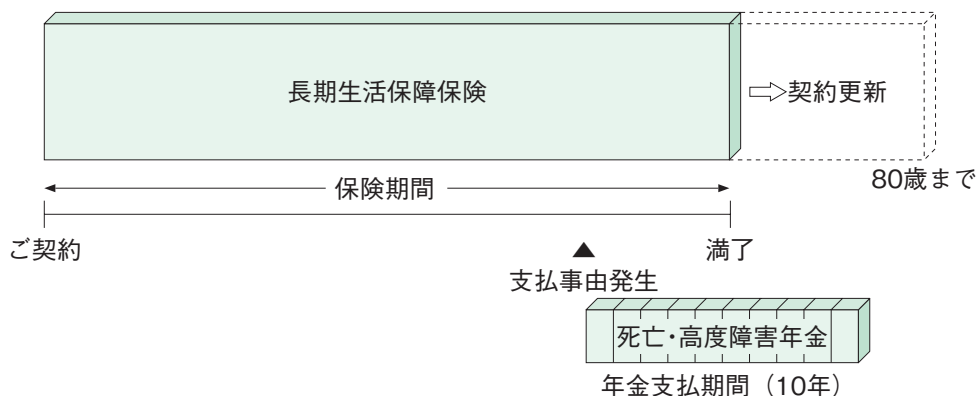 長期生活保障保険
⇨契約更新
80歳まで
保険期間
ご契約
満了
▲
支払事由発生
死亡・高度障害年金
年金支払期間（10年）